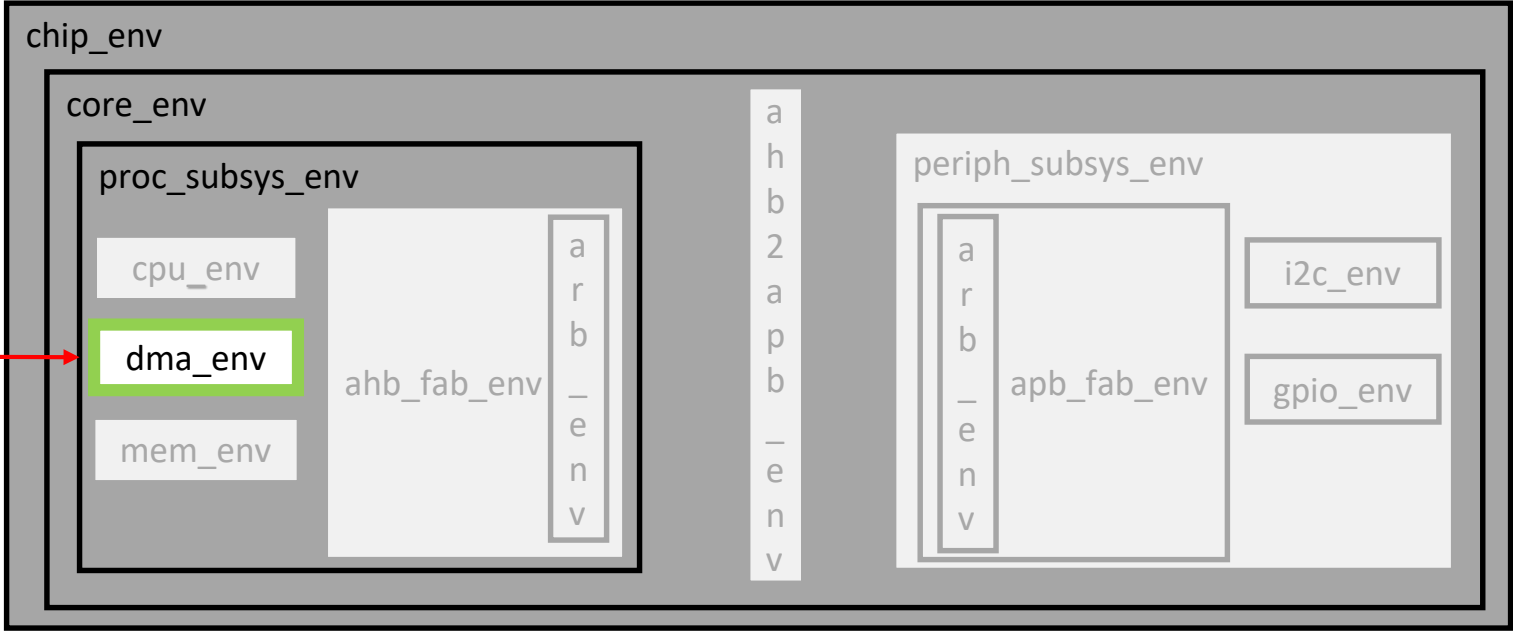 chip_env
core_env
proc_subsys_env
cpu_env
dma_env
mem_env
ahb_fab_env
arb_env
ahb2apb_env
periph_subsys_env
arb_env
apb_fab_env
i2c_env
gpio_env